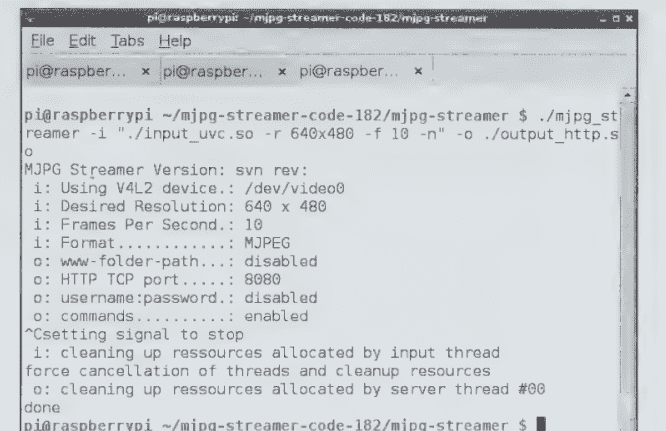 pi@raspberrypi: ~/mjpg-streamer-code-182/mjpg-streamer
File Edit Tabs Help
pi@raspber... × pi@raspber... × pi@raspber... ×
pi@raspberrypi ~/mjpg-streamer-code-182/mjpg-streamer $ ./mjpg_st
reamer -i "./input_uvc.so -r 640x480 -f 10 -n" -o ./output_http.s
o
MJPG Streamer Version: svn rev:
i: Using V4L2 device.: /dev/video0
i: Desired Resolution: 640 x 480
i: Frames Per Second.: 10
i: Format............: MJPEG
o: www-folder-path...: disabled
o: HTTP TCP port.....: 8080
o: username:password.: disabled
o: commands..........: enabled
^Csetting signal to stop
i: cleaning up ressources allocated by input thread
force cancellation of threads and cleanup resources
o: cleaning up ressources allocated by server thread #00
done
pi@raspberrypi ~/mjpg-streamer-code-182/mjpg-streamer $